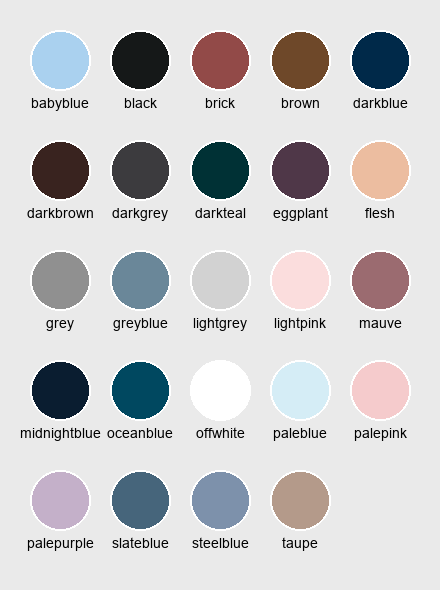 babyblue black brick brown darkblue
darkbrown darkgrey darkteal eggplant flesh
grey greyblue lightgrey lightpink mauve
midnightblue oceanblue offwhite paleblue palepink
palepurple slateblue steelblue taupe